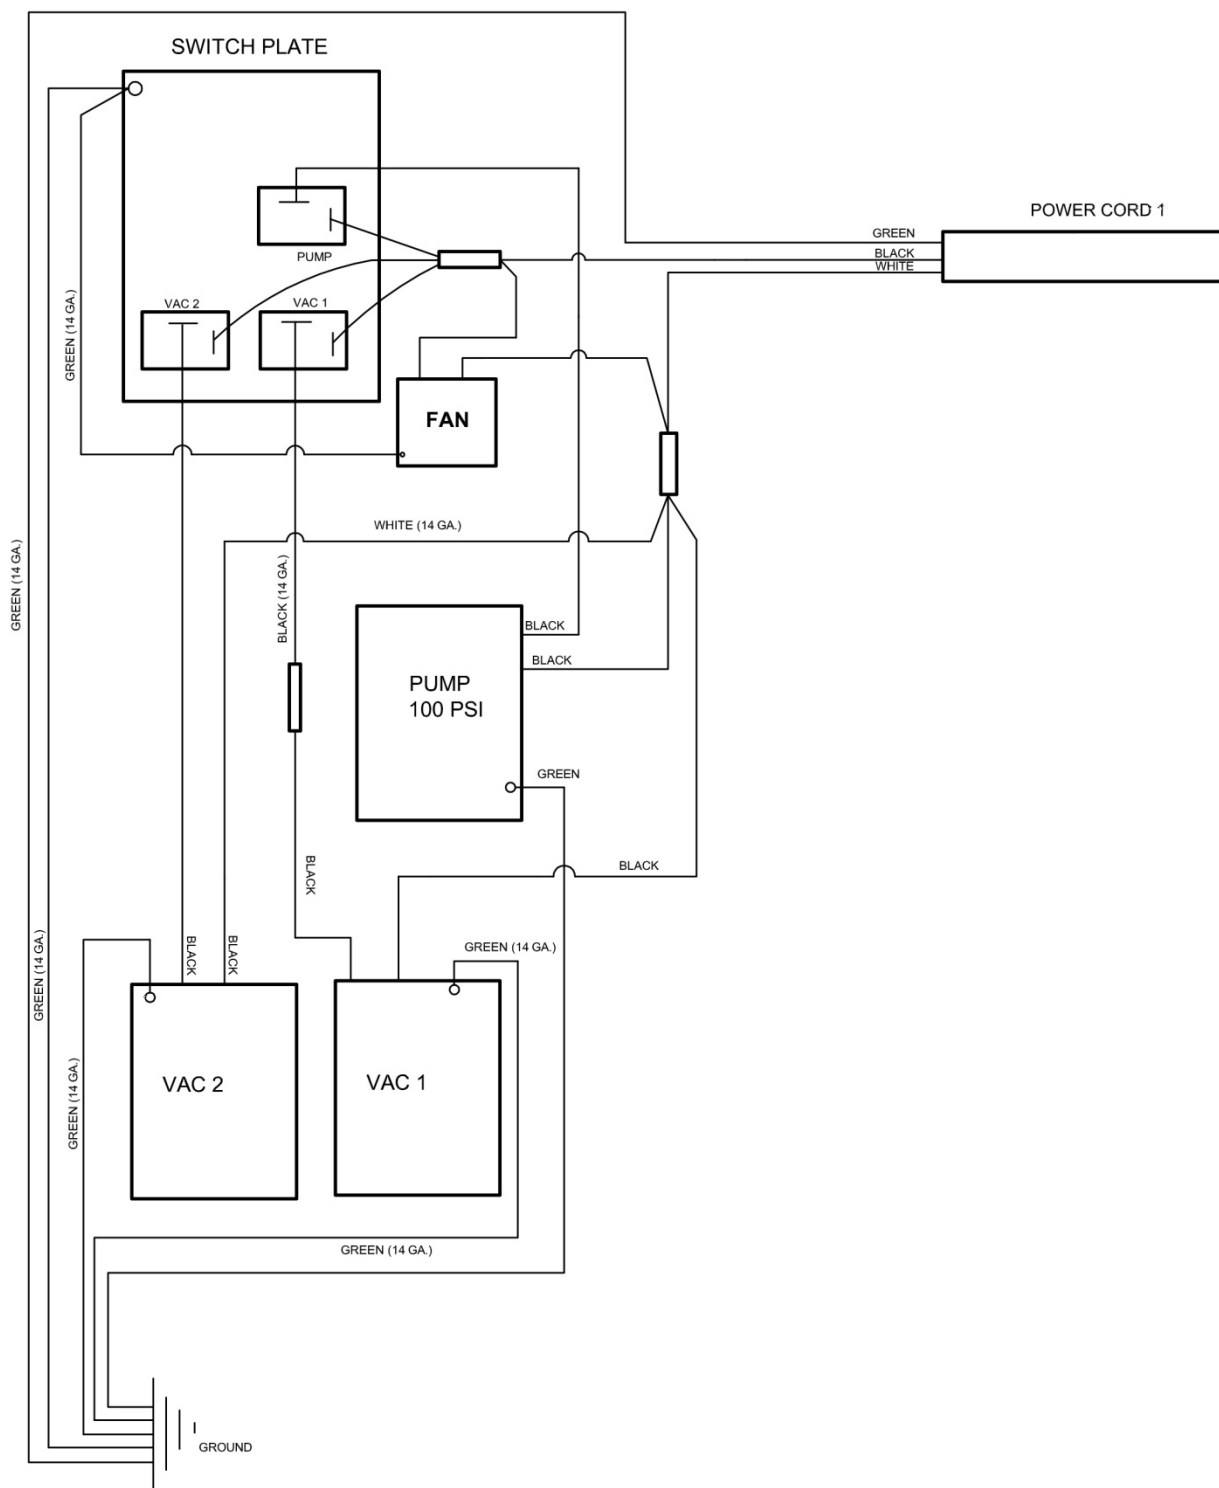 SWITCH PLATE
POWER CORD 1
GREEN
BLACK
WHITE
PUMP
VAC 2
VAC 1
GREEN (14 GA.)
FAN
WHITE (14 GA.)
GREEN (14 GA.)
BLACK (14 GA.)
BLACK
BLACK
PUMP
100 PSI
GREEN
BLACK
BLACK
GREEN (14 GA.)
BLACK
BLACK
GREEN (14 GA.)
GREEN (14 GA.)
VAC 2
VAC 1
GREEN (14 GA.)
GROUND